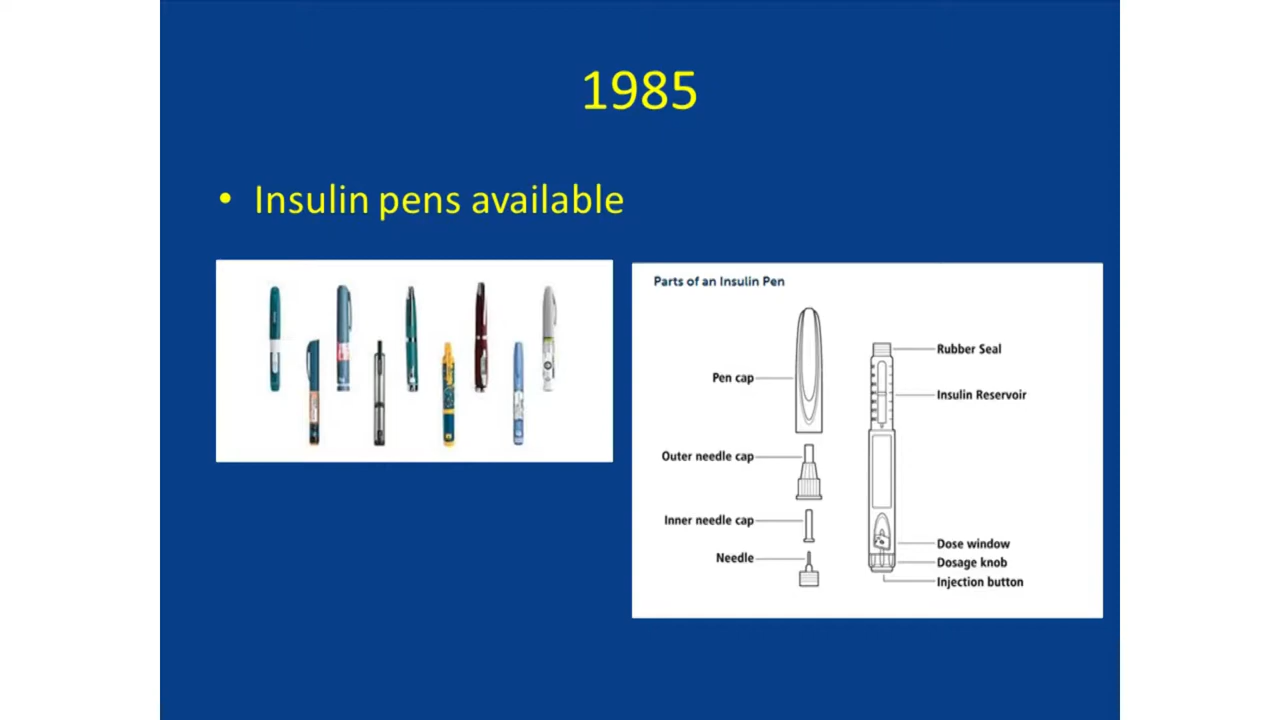 1985
• Insulin pens available
Parts of an Insulin Pen
Pen cap
Outer needle cap
Inner needle cap
Needle
Rubber Seal
Insulin Reservoir
Dose window
Dosage knob
Injection button